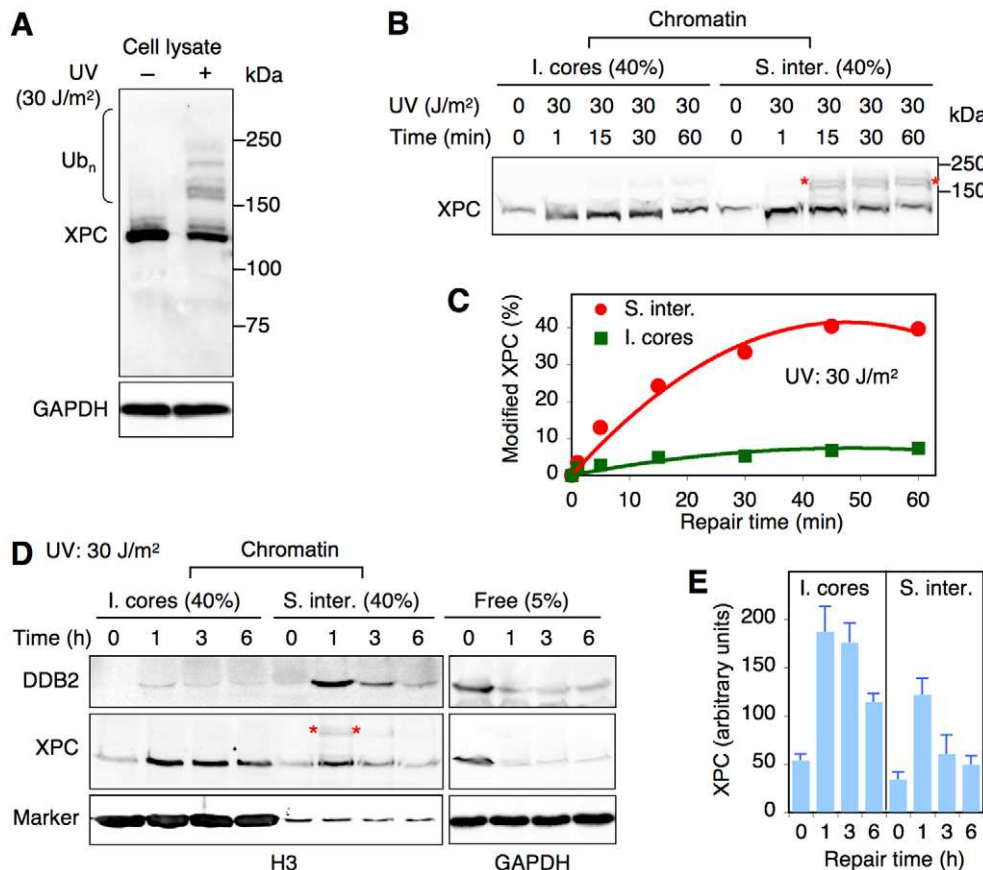 A
Cell lysate
UV − +
(30 J/m²)
kDa
Ubn
250
150
XPC
100
75
GAPDH
B
Chromatin
I. cores (40%) S. inter. (40%)
UV (J/m²) 0 30 30 30 30 0 30 30 30 30
kDa
Time (min) 0 1 15 30 60 0 1 15 30 60
250
* *
150
XPC
C
Modified XPC (%)
40
30
20
10
0
S. inter.
I. cores
UV: 30 J/m²
0 10 20 30 40 50 60
Repair time (min)
D UV: 30 J/m²
Chromatin
I. cores (40%) S. inter. (40%) Free (5%)
Time (h) 0 1 3 6 0 1 3 6 0 1 3 6
DDB2
XPC
* *
Marker
H3 GAPDH
E
I. cores S. inter.
XPC (arbitrary units)
200
150
100
50
0
0 1 3 6 0 1 3 6
Repair time (h)